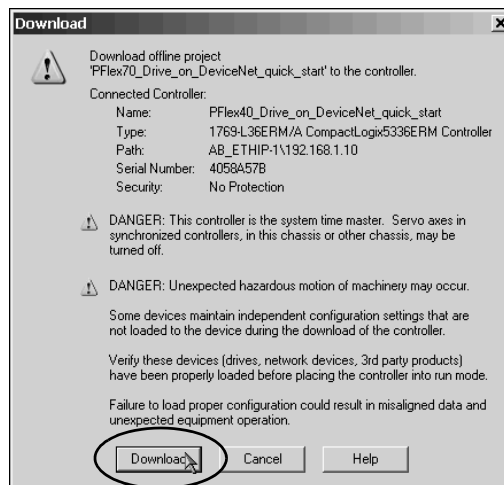 Download
Download offline project
'PFlex70_Drive_on_DeviceNet_quick_start' to the controller.
Connected Controller:
Name: PFlex40_Drive_on_DeviceNet_quick_start
Type: 1769-L36ERM/A CompactLogix5336ERM Controller
Path: AB_ETHIP-1\192.168.1.10
Serial Number: 4058A57B
Security: No Protection
DANGER: This controller is the system time master. Servo axes in
synchronized controllers, in this chassis or other chassis, may be
turned off.
DANGER: Unexpected hazardous motion of machinery may occur.
Some devices maintain independent configuration settings that are
not loaded to the device during the download of the controller.
Verify these devices (drives, network devices, 3rd party products)
have been properly loaded before placing the controller into run mode.
Failure to load proper configuration could result in misaligned data and
unexpected equipment operation.
Download Cancel Help